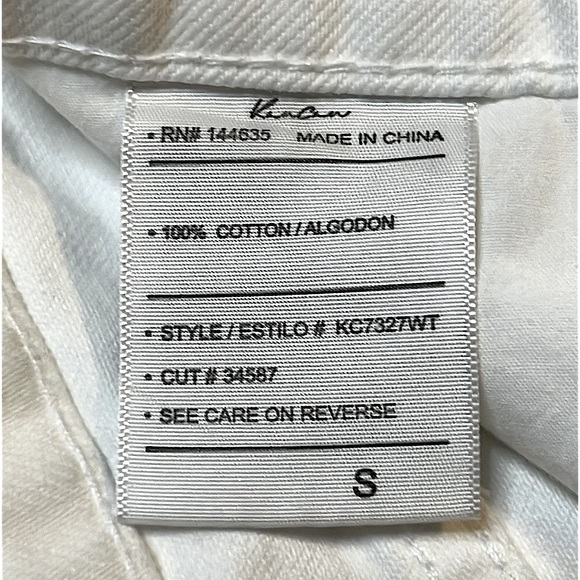 KanCan
• RN# 144635 MADE IN CHINA
• 100% COTTON / ALGODON
• STYLE / ESTILO # KC7327WT
• CUT # 34587
• SEE CARE ON REVERSE
S